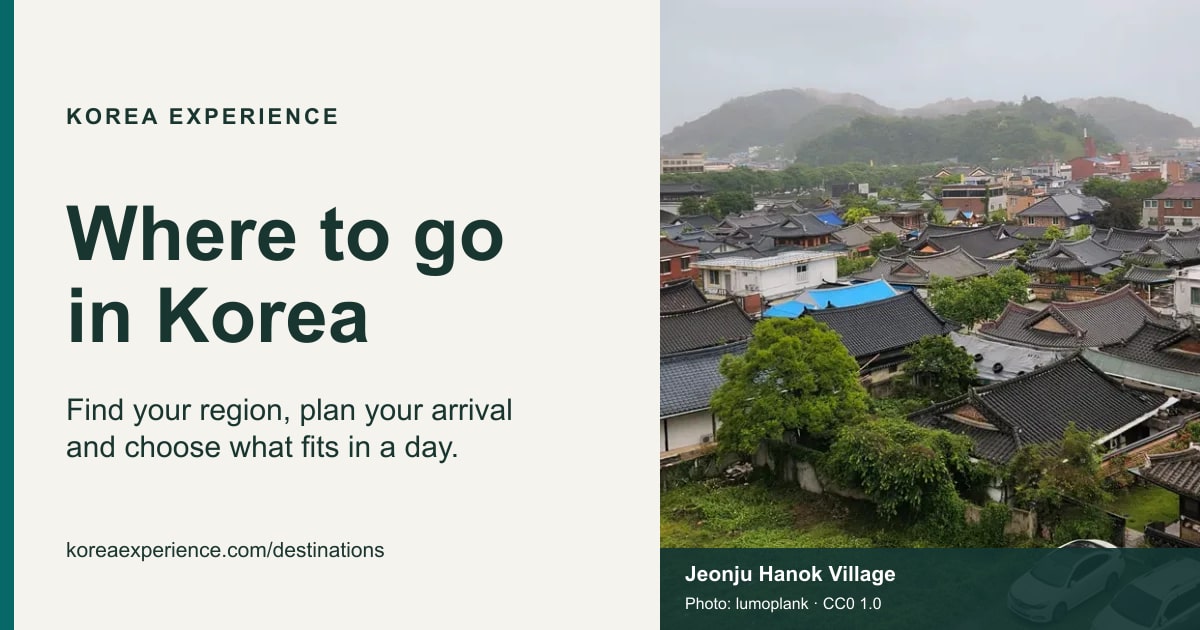 KOREA EXPERIENCE
Where to go
in Korea
Find your region, plan your arrival
and choose what fits in a day.
koreaexperience.com/destinations
Jeonju Hanok Village
Photo: lumoplank · CC0 1.0